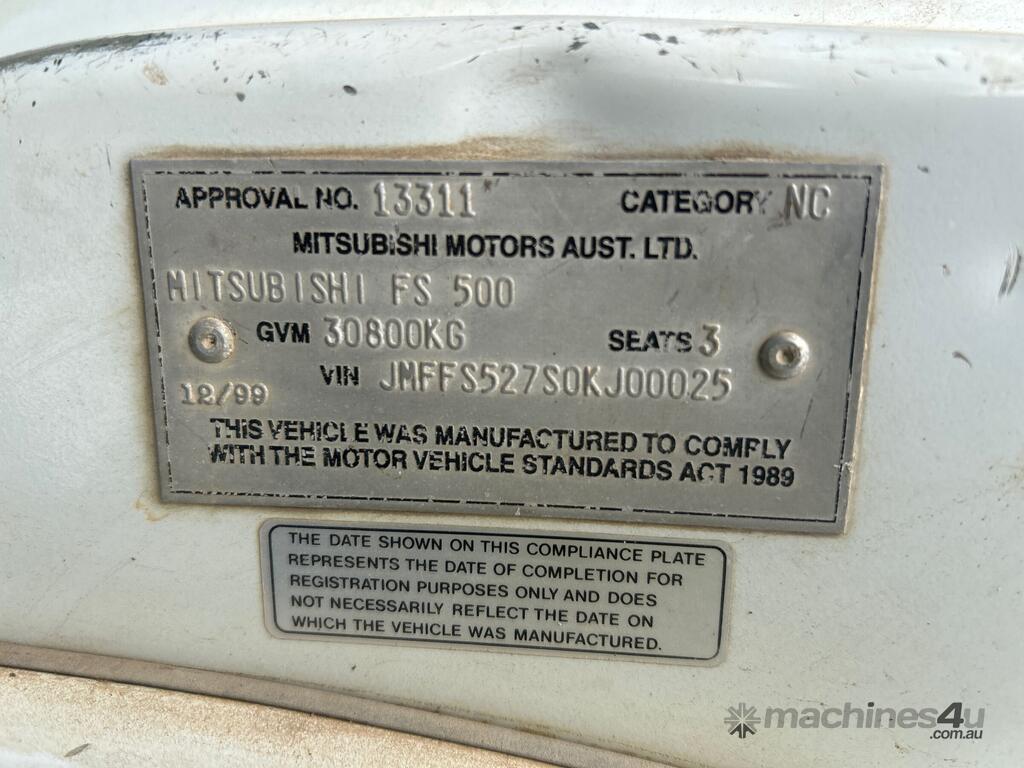 APPROVAL NO. 13311 CATEGORY NC
MITSUBISHI MOTORS AUST. LTD.
MITSUBISHI FS 500
GVM 30800KG SEATS 3
VIN JMFFS527S0KJ00025
12/99
THIS VEHICLE WAS MANUFACTURED TO COMPLY
WITH THE MOTOR VEHICLE STANDARDS ACT 1989
THE DATE SHOWN ON THIS COMPLIANCE PLATE
REPRESENTS THE DATE OF COMPLETION FOR
REGISTRATION PURPOSES ONLY AND DOES
NOT NECESSARILY REFLECT THE DATE ON
WHICH THE VEHICLE WAS MANUFACTURED.
machines4u
.com.au